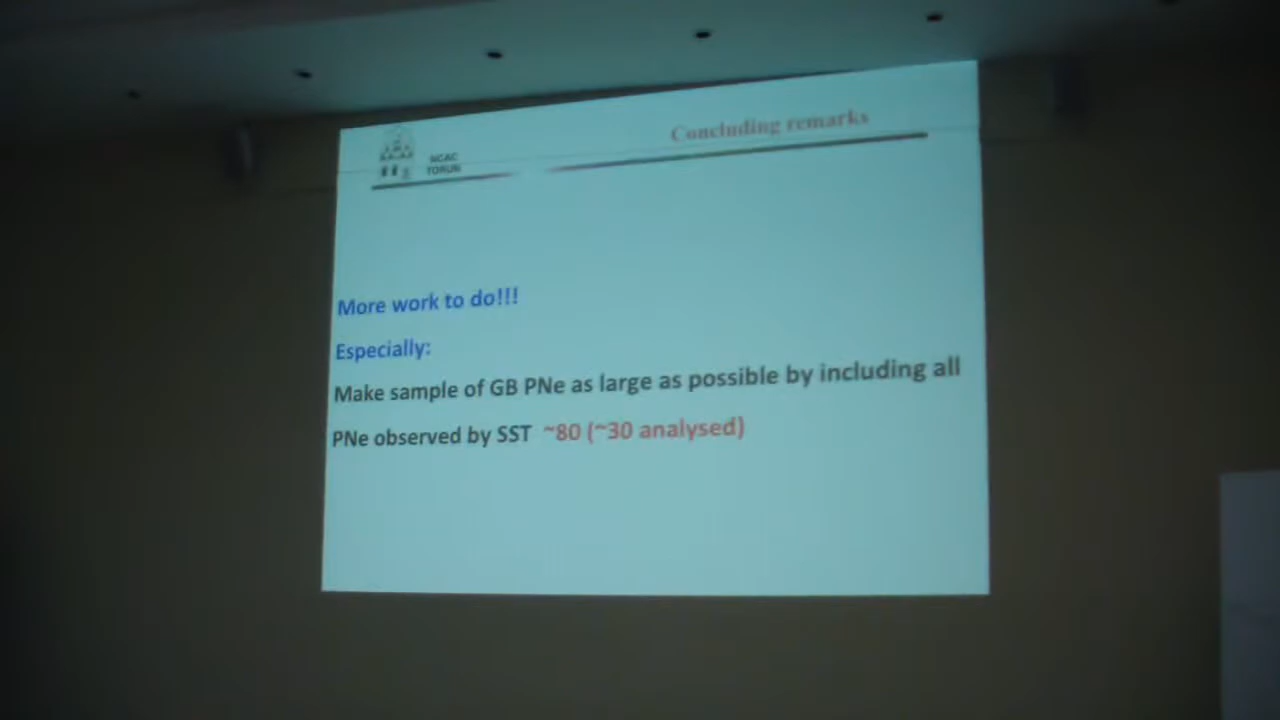 Concluding remarks
NCAC
TORUN
More work to do!!!
Especially:
Make sample of GB PNe as large as possible by including all
PNe observed by SST ~80 (~30 analysed)